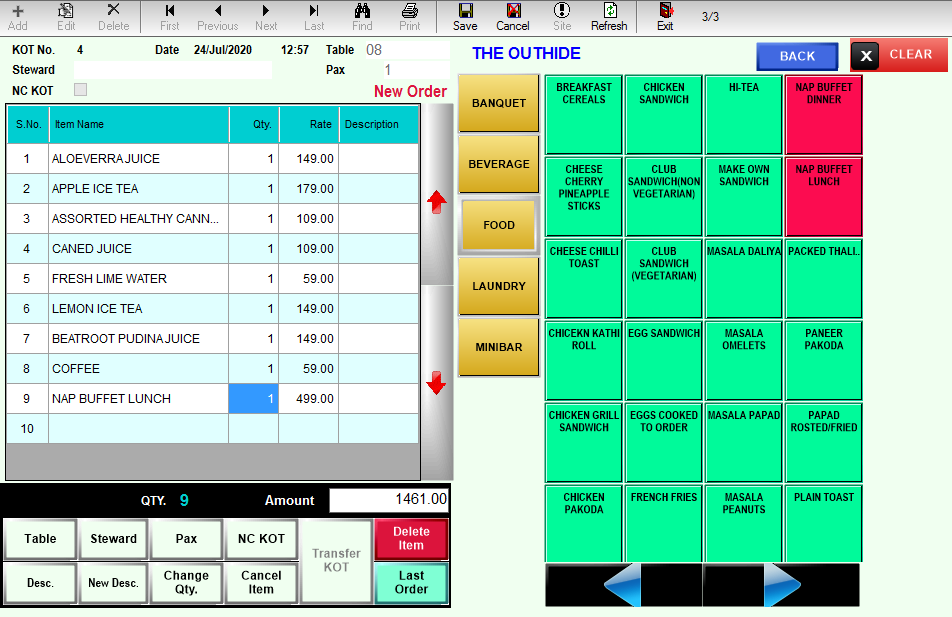 Add Edit Delete First Previous Next Last Find Print Save Cancel Site Refresh Exit 3/3
KOT No. 4 Date 24/Jul/2020 12:57 Table 08
Steward Pax 1
NC KOT New Order
THE OUTHIDE BACK X CLEAR
S.No. Item Name Qty. Rate Description
1 ALOEVERRAJUICE 1 149.00
2 APPLE ICE TEA 1 179.00
3 ASSORTED HEALTHY CANN... 1 109.00
4 CANED JUICE 1 109.00
5 FRESH LIME WATER 1 59.00
6 LEMON ICE TEA 1 149.00
7 BEATROOT PUDINAJUICE 1 149.00
8 COFFEE 1 59.00
9 NAP BUFFET LUNCH 1 499.00
10
QTY. 9 Amount 1461.00
Table Steward Pax NC KOT
Transfer
KOT
Delete
Item
Desc. New Desc.
Change
Qty.
Cancel
Item
Last
Order
BANQUET
BEVERAGE
FOOD
LAUNDRY
MINIBAR
BREAKFAST
CEREALS
CHICKEN
SANDWICH
HI-TEA
NAP BUFFET
DINNER
CHEESE
CHERRY
PINEAPPLE
STICKS
CLUB
SANDWICH(NON
VEGETARIAN)
MAKE OWN
SANDWICH
NAP BUFFET
LUNCH
CHEESE CHILLI
TOAST
CLUB
SANDWICH
(VEGETARIAN)
MASALA DALIYA
PACKED THALI..
CHICEKN KATHI
ROLL
EGG SANDWICH
MASALA
OMELETS
PANEER
PAKODA
CHICKEN GRILL
SANDWICH
EGGS COOKED
TO ORDER
MASALA PAPAD
PAPAD
ROSTED/FRIED
CHICKEN
PAKODA
FRENCH FRIES
MASALA
PEANUTS
PLAIN TOAST